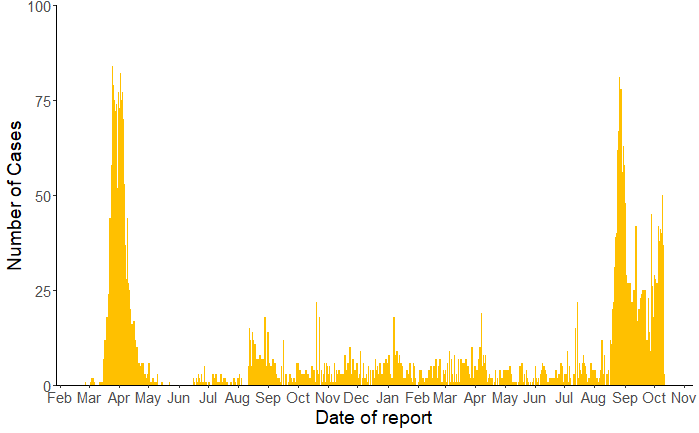 100
75
50
25
0
Number of Cases
Feb Mar Apr May Jun Jul Aug Sep Oct Nov Dec Jan Feb Mar Apr May Jun Jul Aug Sep Oct Nov
Date of report